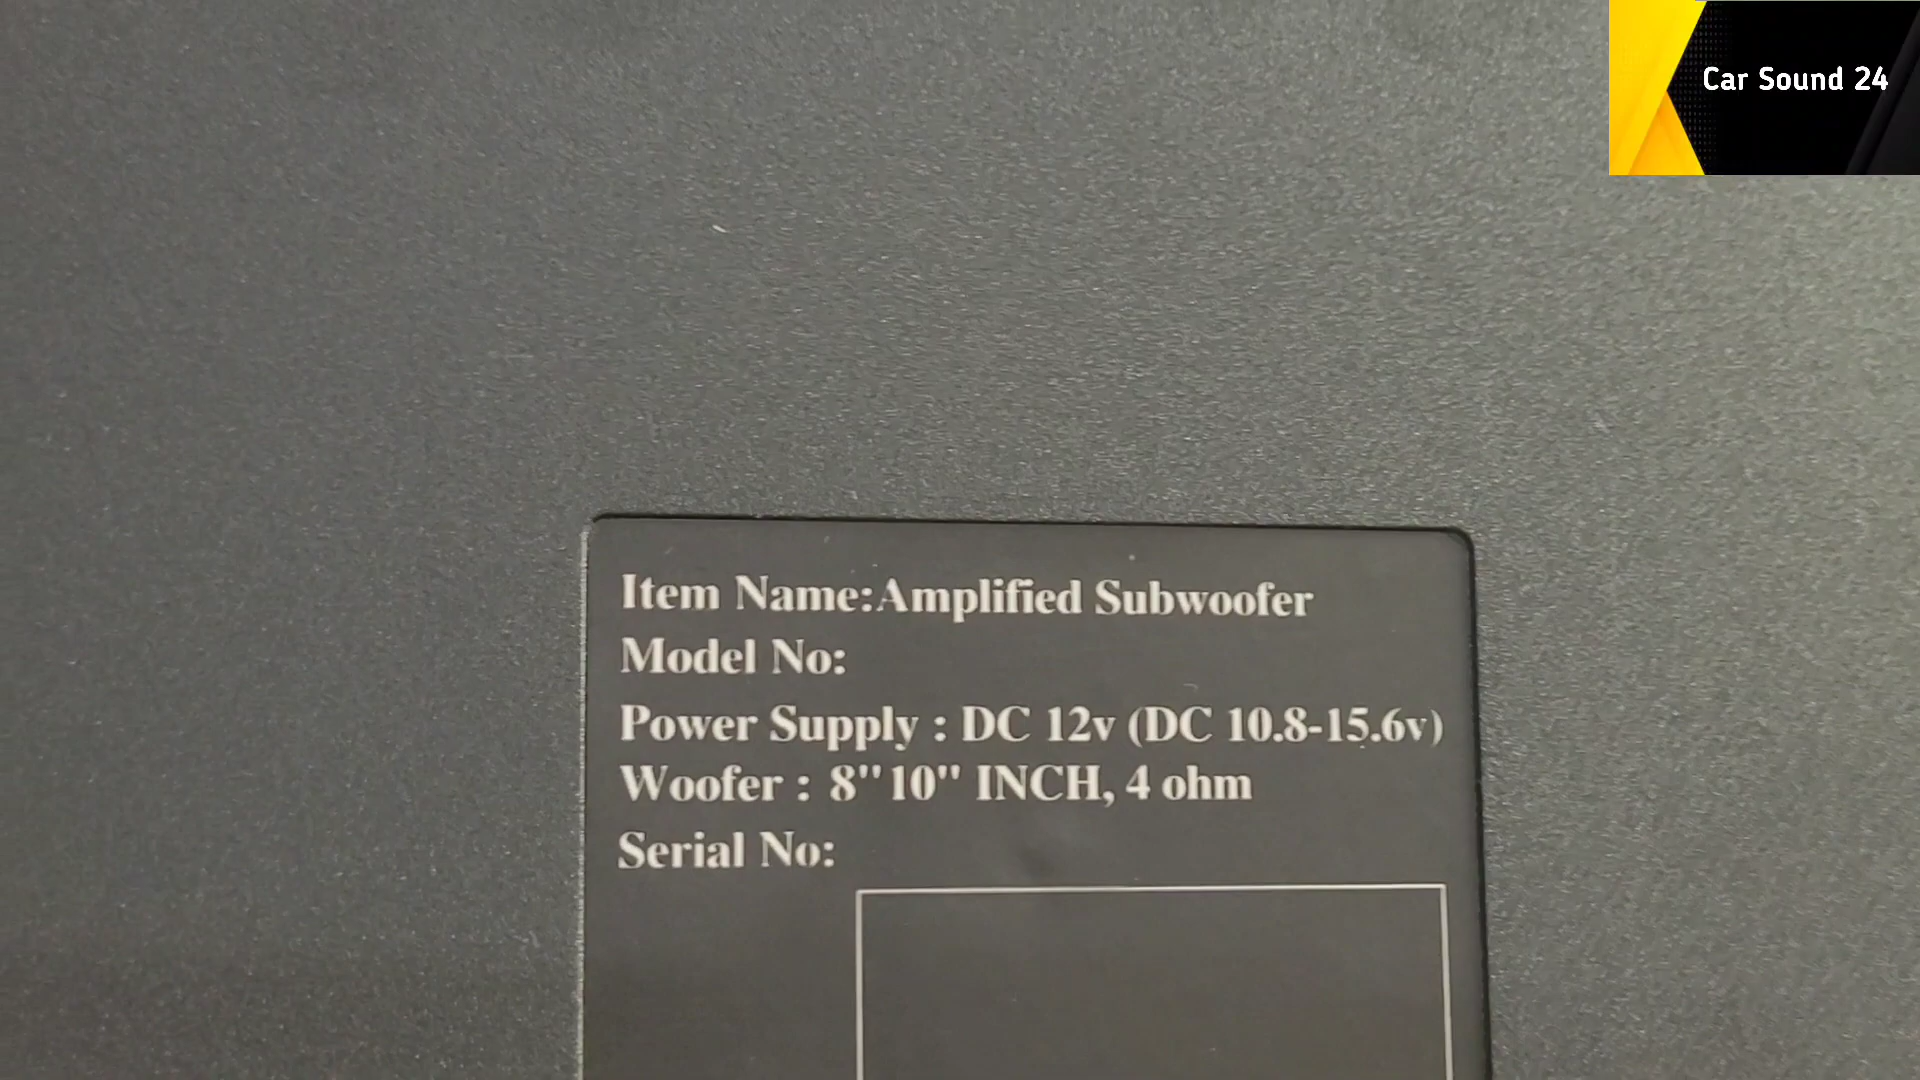 Car Sound 24
Item Name:Amplified Subwoofer
Model No:
Power Supply : DC 12v (DC 10.8-15.6v)
Woofer : 8"10" INCH, 4 ohm
Serial No: